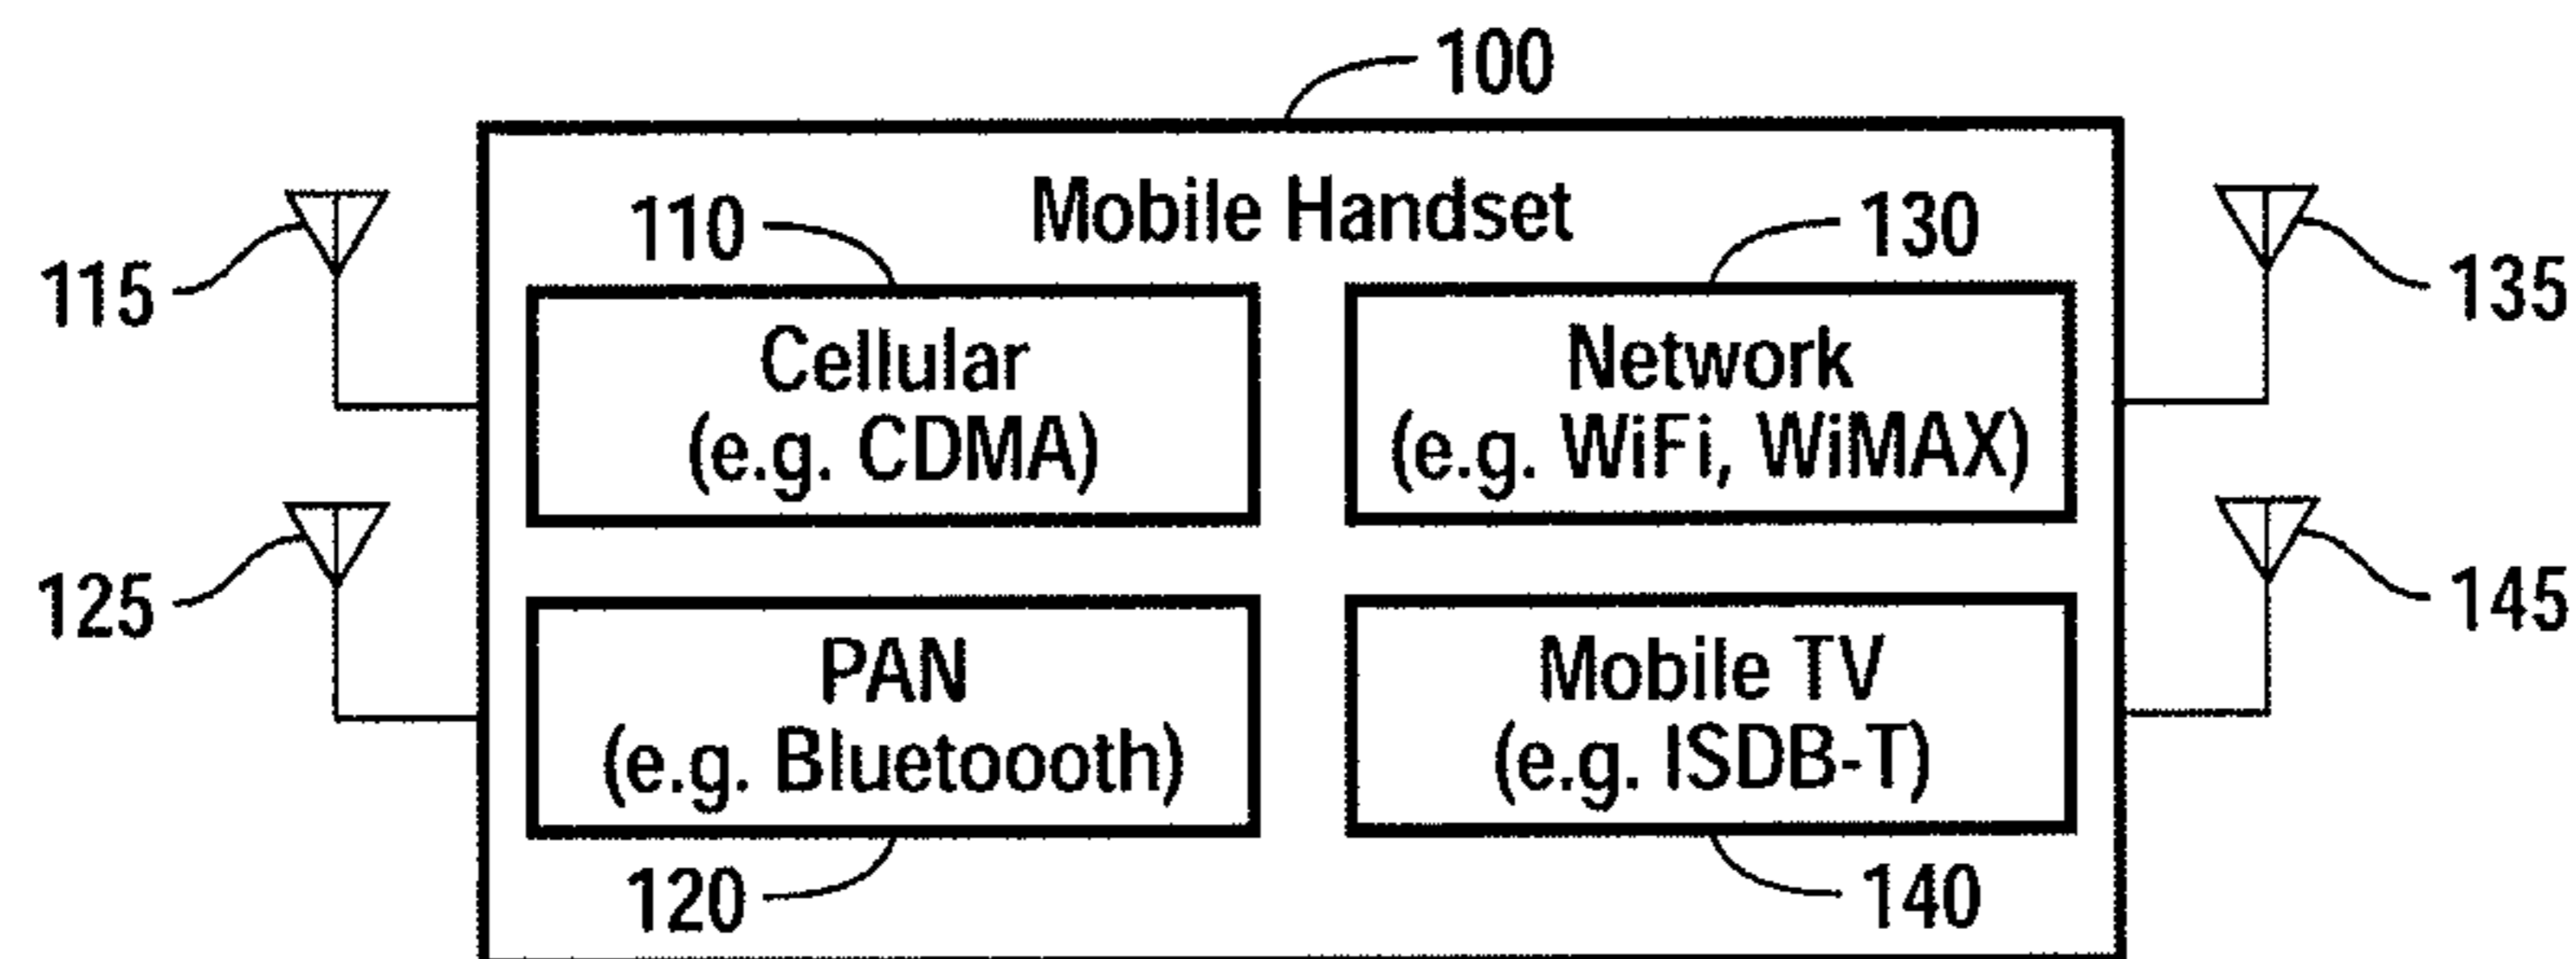 100
Mobile Handset
110
130
115
135
Cellular
(e.g. CDMA)
Network
(e.g. WiFi, WiMAX)
125
145
PAN
(e.g. Bluetoooth)
Mobile TV
(e.g. ISDB-T)
120
140